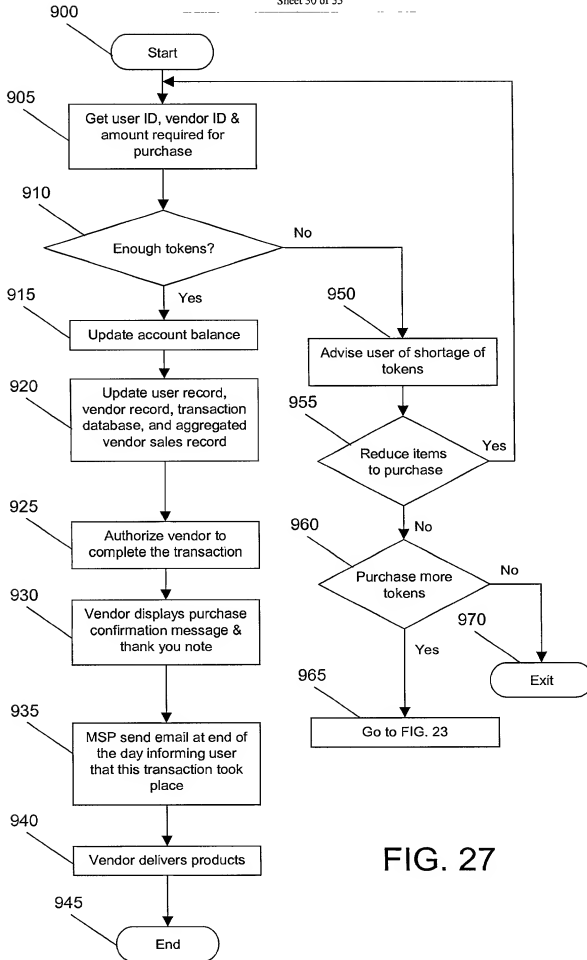 Sheet 30 of 35
900
Start
905
Get user ID, vendor ID &
amount required for
purchase
910
Enough tokens?
No
Yes
915
Update account balance
920
Update user record,
vendor record, transaction
database, and aggregated
vendor sales record
925
Authorize vendor to
complete the transaction
930
Vendor displays purchase
confirmation message &
thank you note
935
MSP send email at end of
the day informing user
that this transaction took
place
940
Vendor delivers products
945
End
950
Advise user of shortage of
tokens
955
Reduce items
to purchase
Yes
No
960
Purchase more
tokens
No
Yes
970
Exit
965
Go to FIG. 23
FIG. 27